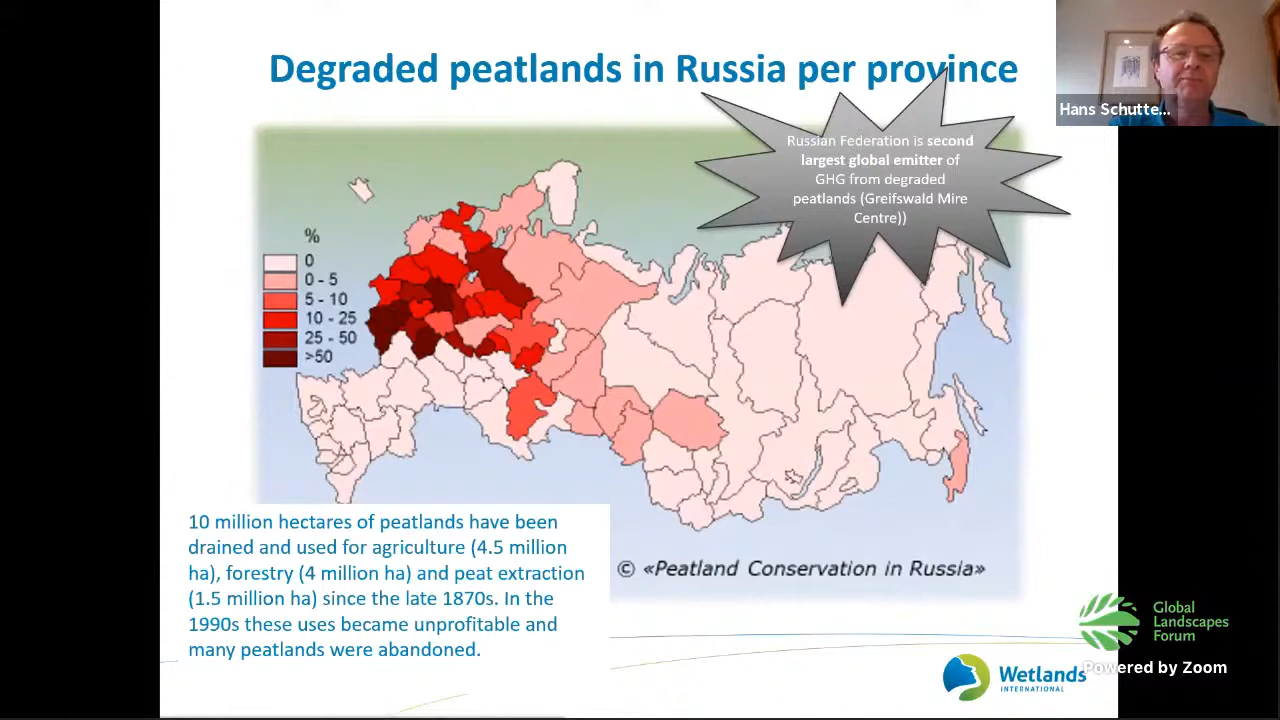 Degraded peatlands in Russia per province
Hans Schutte...
Russian Federation is second
largest global emitter of
GHG from degraded
peatlands (Greifswald Mire
Centre))
%
0
0 - 5
5 - 10
10 - 25
25 - 50
>50
10 million hectares of peatlands have been
drained and used for agriculture (4.5 million
ha), forestry (4 million ha) and peat extraction
(1.5 million ha) since the late 1870s. In the
1990s these uses became unprofitable and
many peatlands were abandoned.
© «Peatland Conservation in Russia»
Global
Landscapes
Forum
Powered by Zoom
Wetlands
INTERNATIONAL